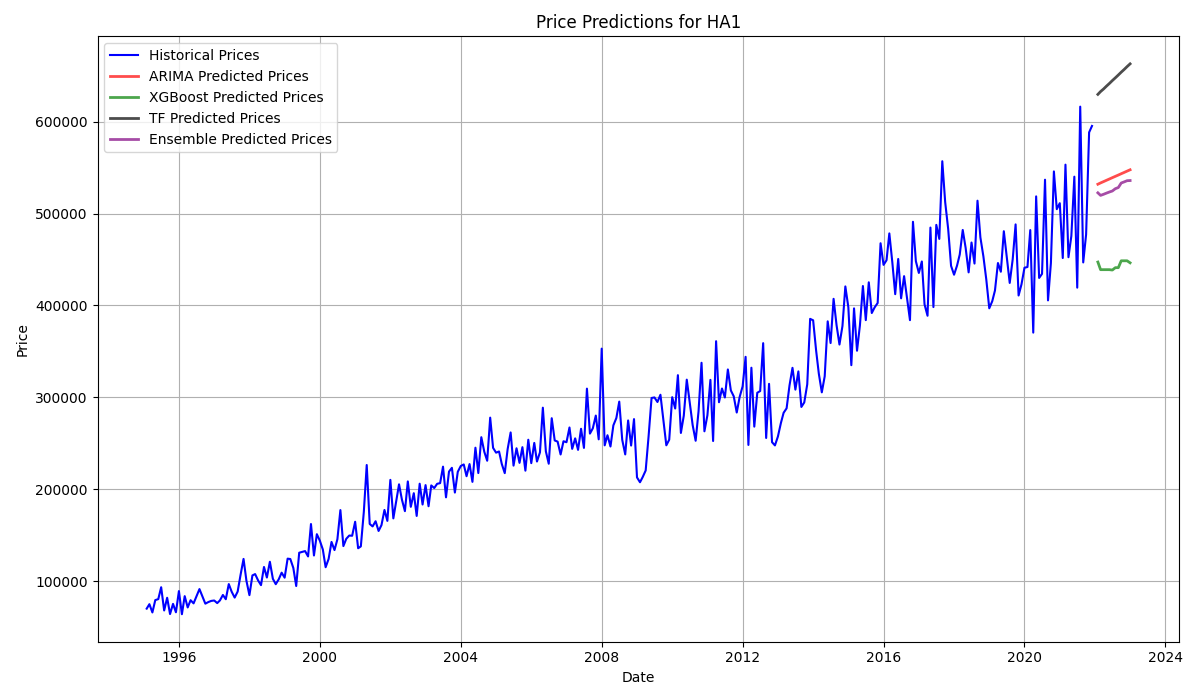 Price Predictions for HA1
Historical Prices
ARIMA Predicted Prices
XGBoost Predicted Prices
TF Predicted Prices
Ensemble Predicted Prices
600000
500000
400000
300000
200000
100000
Price
1996 2000 2004 2008 2012 2016 2020 2024
Date